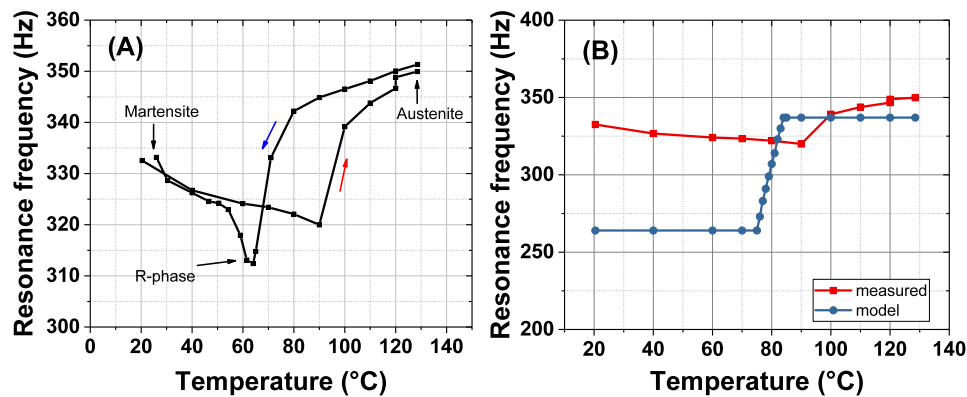 (A)
Resonance frequency (Hz)
360
350
340
330
320
310
300
Martensite
Austenite
R-phase
0 20 40 60 80 100 120 140
Temperature (°C)
(B)
Resonance frequency (Hz)
400
350
300
250
200
measured
model
20 40 60 80 100 120 140
Temperature (°C)